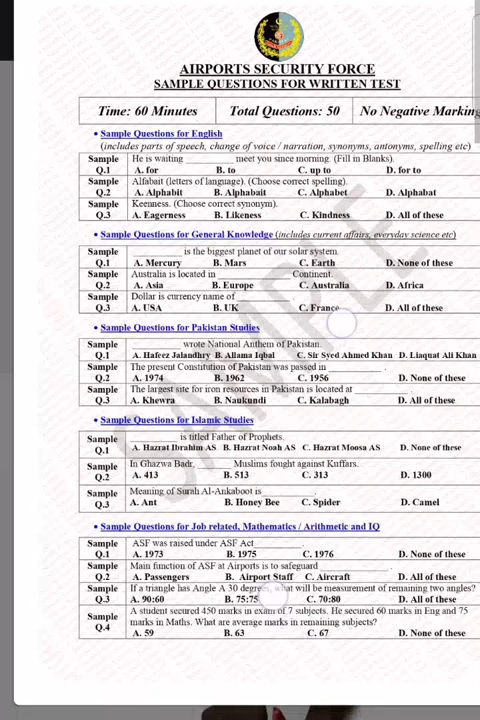 AIRPORTS SECURITY FORCE
SAMPLE QUESTIONS FOR WRITTEN TEST
Time: 60 Minutes Total Questions: 50 No Negative Marking
• Sample Questions for English
(includes parts of speech, change of voice / narration, synonyms, antonyms, spelling etc)
Sample Q.1 He is waiting __________ meet you since morning. (Fill in Blanks).
A. for B. to C. up to D. for to
Sample Q.2 Alfabait (letters of language). (Choose correct spelling).
A. Alphabit B. Alphabait C. Alphabet D. Alphabat
Sample Q.3 Keenness. (Choose correct synonym).
A. Eagerness B. Likeness C. Kindness D. All of these
• Sample Questions for General Knowledge (includes current affairs, everyday science etc)
Sample Q.1 __________ is the biggest planet of our solar system.
A. Mercury B. Mars C. Earth D. None of these
Sample Q.2 Australia is located in __________ Continent.
A. Asia B. Europe C. Australia D. Africa
Sample Q.3 Dollar is currency name of __________.
A. USA B. UK C. France D. All of these
• Sample Questions for Pakistan Studies
Sample Q.1 __________ wrote National Anthem of Pakistan.
A. Hafeez Jalandhry B. Allama Iqbal C. Sir Syed Ahmed Khan D. Liaquat Ali Khan
Sample Q.2 The present Constitution of Pakistan was passed in __________ .
A. 1974 B. 1962 C. 1956 D. None of these
Sample Q.3 The largest site for iron resources in Pakistan is located at
A. Khewra B. Naukundi C. Kalabagh D. All of these
• Sample Questions for Islamic Studies
Sample Q.1 __________ is titled Father of Prophets.
A. Hazrat Ibrahim AS B. Hazrat Noah AS C. Hazrat Moosa AS D. None of these
Sample Q.2 In Ghazwa Badr, ________ Muslims fought against Kuffars.
A. 413 B. 513 C. 313 D. 1300
Sample Q.3 Meaning of Surah Al-Ankaboot is __________ .
A. Ant B. Honey Bee C. Spider D. Camel
• Sample Questions for Job related, Mathematics / Arithmetic and IQ
Sample Q.1 ASF was raised under ASF Act __________.
A. 1973 B. 1975 C. 1976 D. None of these
Sample Q.2 Main function of ASF at Airports is to safeguard ______________.
A. Passengers B. Airport Staff C. Aircraft D. All of these
Sample Q.3 If a triangle has Angle A 30 degrees, what will be measurement of remaining two angles?
A. 90:60 B. 75:75 C. 70:80 D. All of these
Sample Q.4 A student secured 450 marks in exam of 7 subjects. He secured 60 marks in Eng and 75
marks in Maths. What are average marks in remaining subjects?
A. 59 B. 63 C. 67 D. None of these
SAMPLE